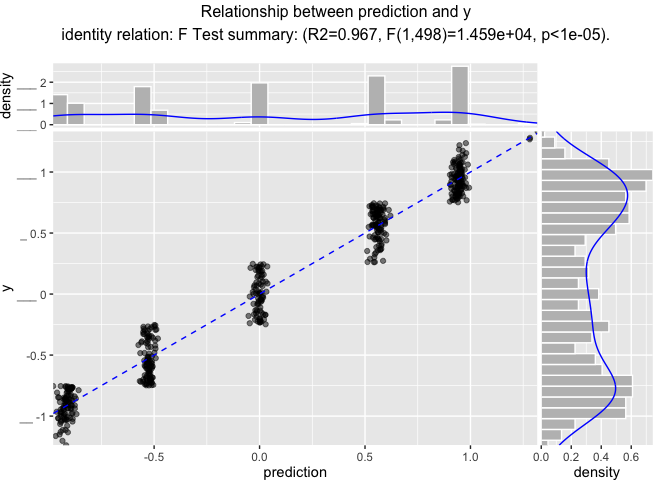 Relationship between prediction and y
identity relation: F Test summary: (R2=0.967, F(1,498)=1.459e+04, p<1e-05).
density
2
1
0
y
1
0.5
0
-0.5
-1
-0.5
0.0
0.5
1.0
prediction
0.0
0.2
0.4
0.6
density